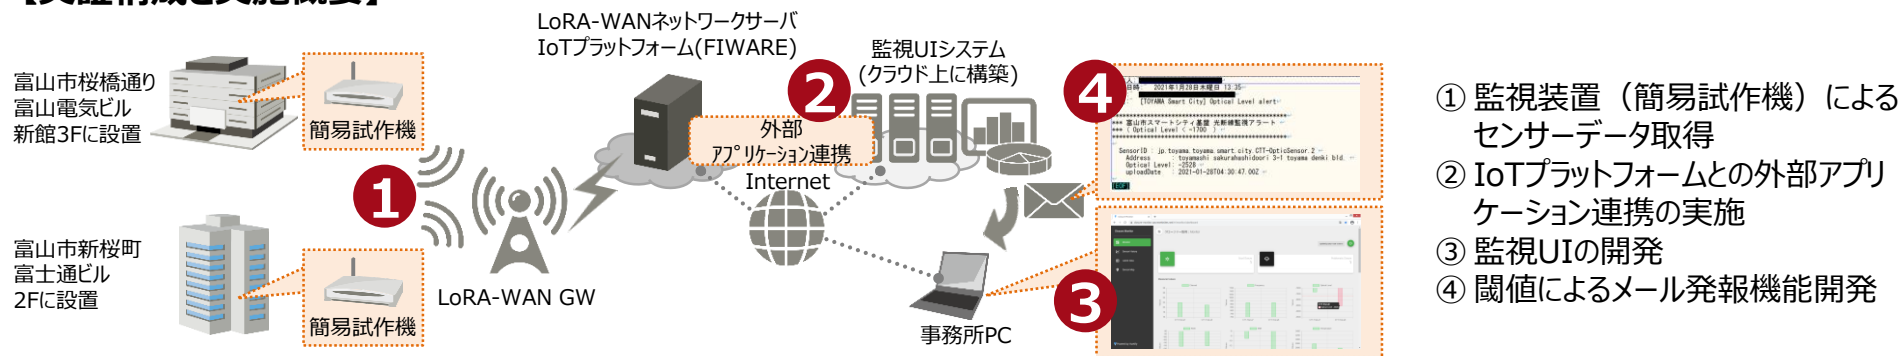 【実証構成と実施概要】
富山市桜橋通り
富山電気ビル
新館3Fに設置
簡易試作機
富山市新桜町
富士通ビル
2Fに設置
簡易試作機
1
LoRA-WAN GW
LoRA-WANネットワークサーバ
IoTプラットフォーム(FIWARE)
2
外部
アプリケーション連携
Internet
監視UIシステム
(クラウド上に構築)
事務所PC
4
日時: 2021年1月28日木曜日 13:35
[TOYAMA Smart City] Optical Level alert
*** 富山市スマートシティ基盤 光断線監視アラート
*** ( Optical Level < -1700 )
SensorID : jp.toyama.toyama.smart.city.CTT-OpticSensor.2
Address : toyamashi sakurabashidoori 3-1 toyama denki bld.
Optical Level: -2528
uploadDate : 2021-01-28T04:30:47.00Z
[EOF]
3
① 監視装置（簡易試作機）による
センサーデータ取得
② IoTプラットフォームとの外部アプリ
ケーション連携の実施
③ 監視UIの開発
④ 閾値によるメール発報機能開発